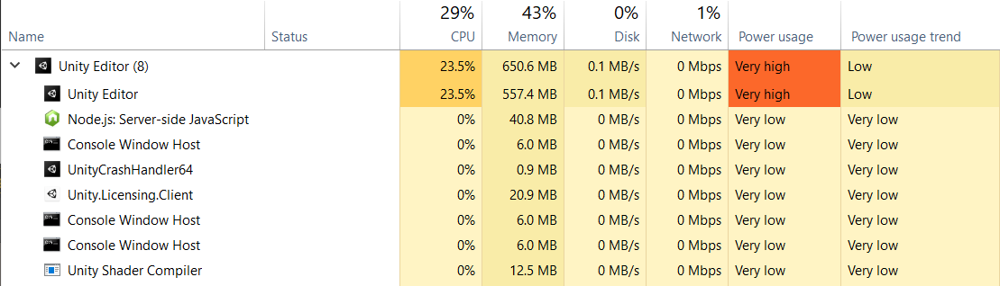 29% 43% 0% 1%
Name Status CPU Memory Disk Network Power usage Power usage trend
Unity Editor (8) 23.5% 650.6 MB 0.1 MB/s 0 Mbps Very high Low
Unity Editor 23.5% 557.4 MB 0.1 MB/s 0 Mbps Very high Low
Node.js: Server-side JavaScript 0% 40.8 MB 0 MB/s 0 Mbps Very low Very low
Console Window Host 0% 6.0 MB 0 MB/s 0 Mbps Very low Very low
UnityCrashHandler64 0% 0.9 MB 0 MB/s 0 Mbps Very low Very low
Unity.Licensing.Client 0% 20.9 MB 0 MB/s 0 Mbps Very low Very low
Console Window Host 0% 6.0 MB 0 MB/s 0 Mbps Very low Very low
Console Window Host 0% 6.0 MB 0 MB/s 0 Mbps Very low Very low
Unity Shader Compiler 0% 12.5 MB 0 MB/s 0 Mbps Very low Very low